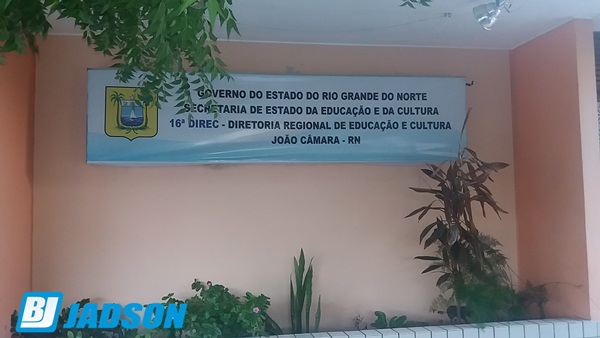 GOVERNO DO ESTADO DO RIO GRANDE DO NORTE
SECRETARIA DE ESTADO DA EDUCAÇÃO E DA CULTURA
16ª DIREC - DIRETORIA REGIONAL DE EDUCAÇÃO E CULTURA
JOÃO CÂMARA - RN
BJ JADSON